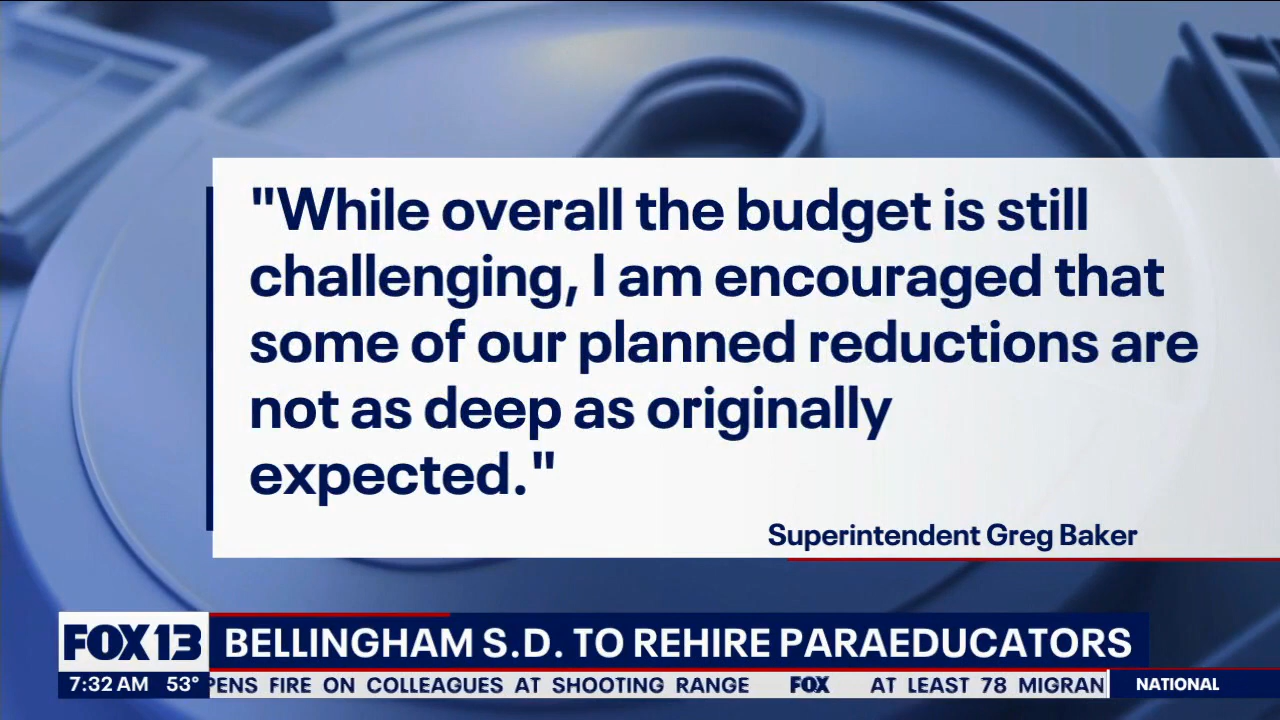 "While overall the budget is still
challenging, I am encouraged that
some of our planned reductions are
not as deep as originally
expected."
Superintendent Greg Baker
FOX 13
BELLINGHAM S.D. TO REHIRE PARAEDUCATORS
7:32 AM 53° PENS FIRE ON COLLEAGUES AT SHOOTING RANGE FOX AT LEAST 78 MIGRAN NATIONAL